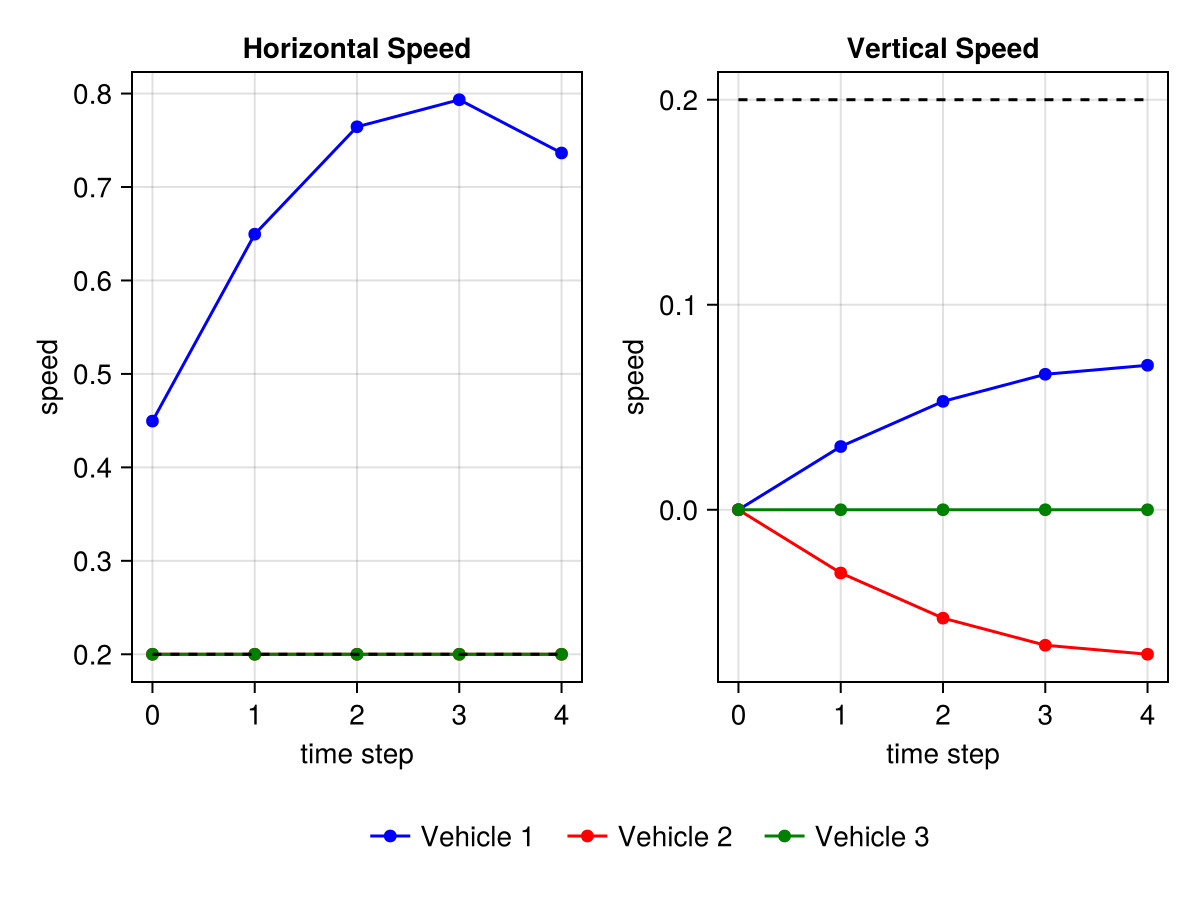 Horizontal Speed
0.8
0.7
0.6
0.5
0.4
0.3
0.2
speed
0 1 2 3 4
time step
Vertical Speed
0.2
0.1
0.0
speed
0 1 2 3 4
time step
Vehicle 1 Vehicle 2 Vehicle 3